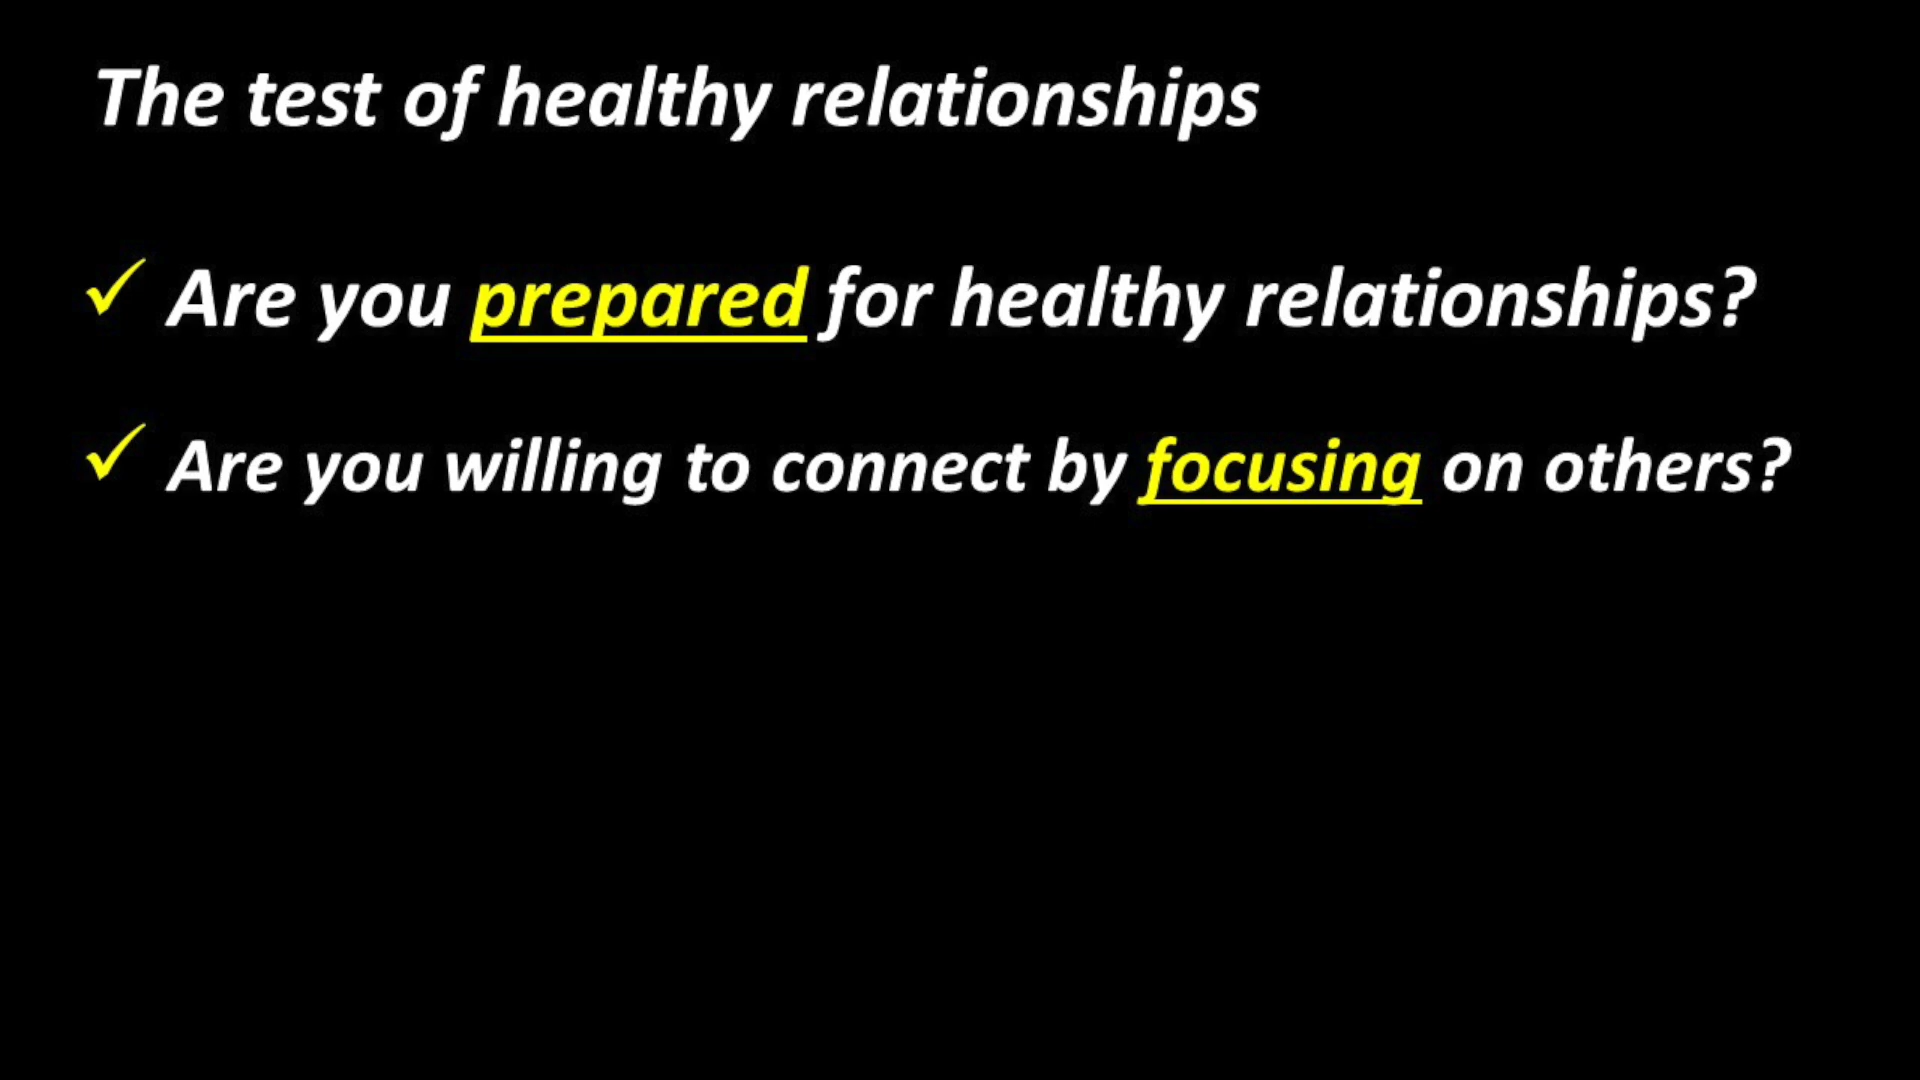 The test of healthy relationships
✓ Are you prepared for healthy relationships?
✓ Are you willing to connect by focusing on others?